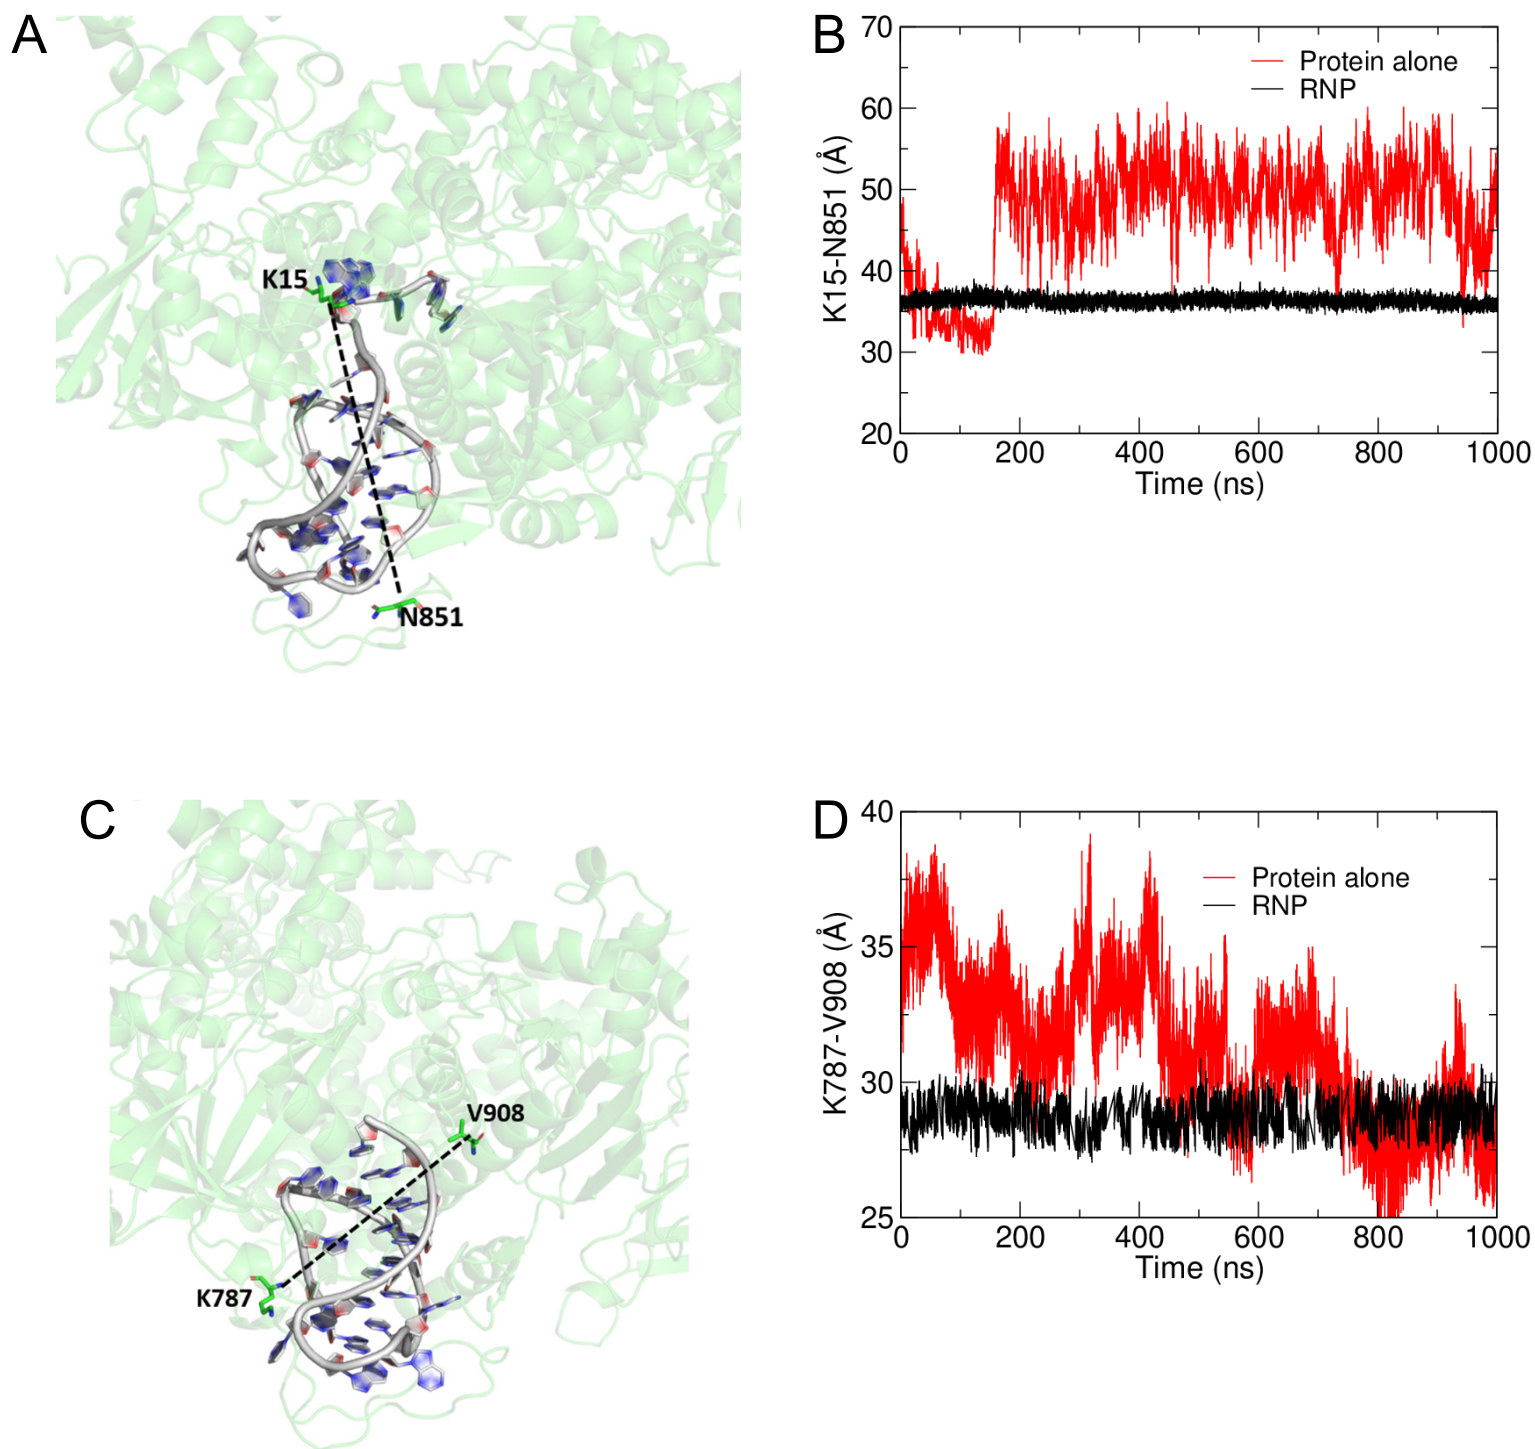 A
K15
N851
B
70
60
50
40
30
20
K15-N851 (Å)
Protein alone
RNP
0 200 400 600 800 1000
Time (ns)
C
V908
K787
D
40
35
30
25
K787-V908 (Å)
Protein alone
RNP
0 200 400 600 800 1000
Time (ns)